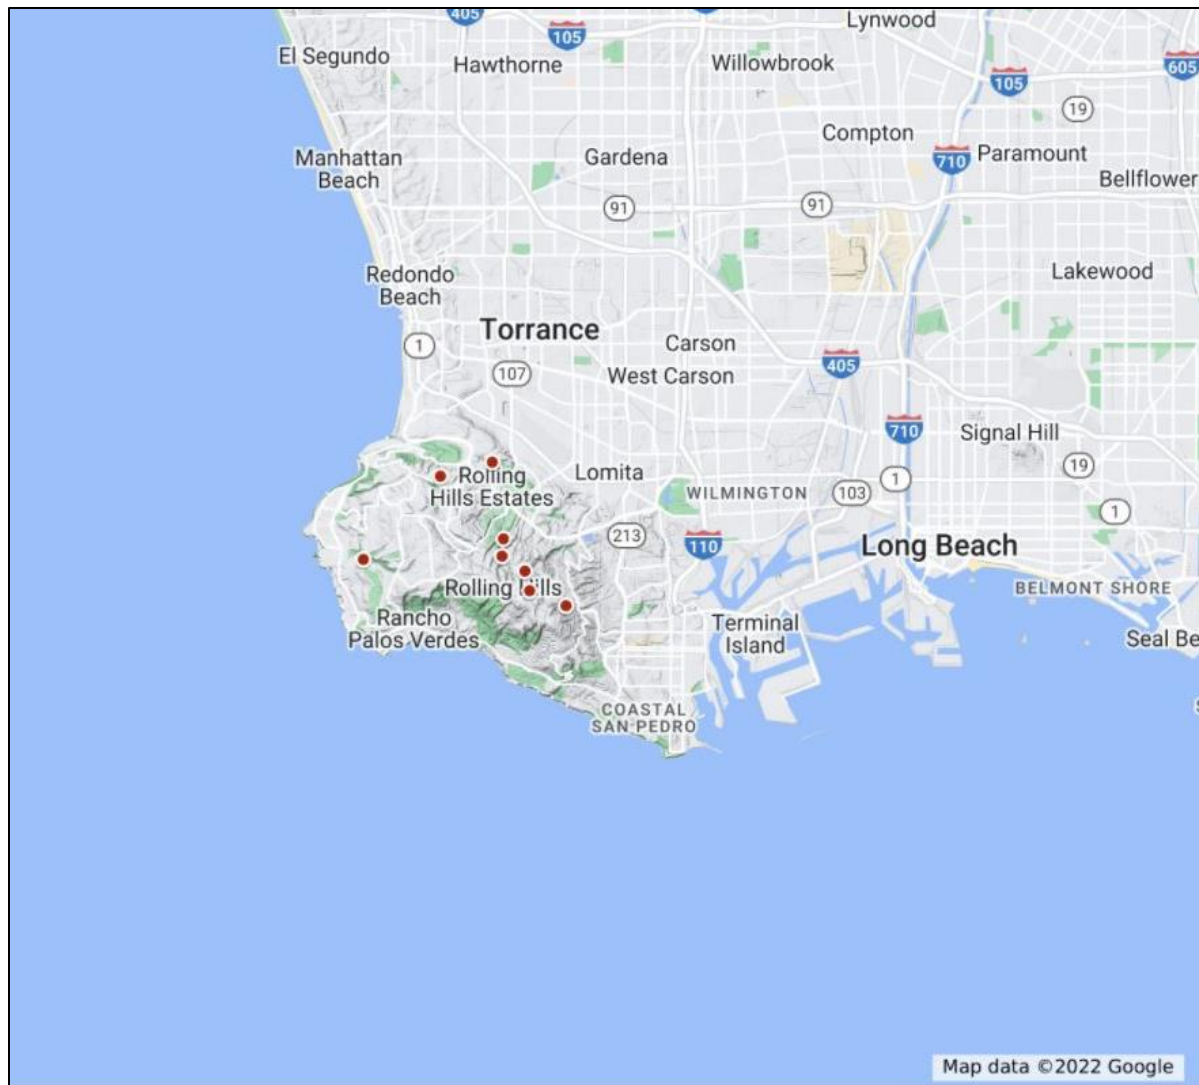 405
Lynwood
105
El Segundo
Hawthorne
Willowbrook
605
105
19
Compton
Manhattan
Beach
Gardena
710
Paramount
Bellflower
91
91
Redondo
Beach
Lakewood
Torrance
1
Carson
107
West Carson
405
710
Signal Hill
Rolling
Hills Estates
Lomita
19
WILMINGTON
103
1
1
213
110
Long Beach
Rolling Hills
BELMONT SHORE
Rancho
Palos Verdes
Terminal
Island
Seal Be
COASTAL
SAN PEDRO
Map data ©2022 Google